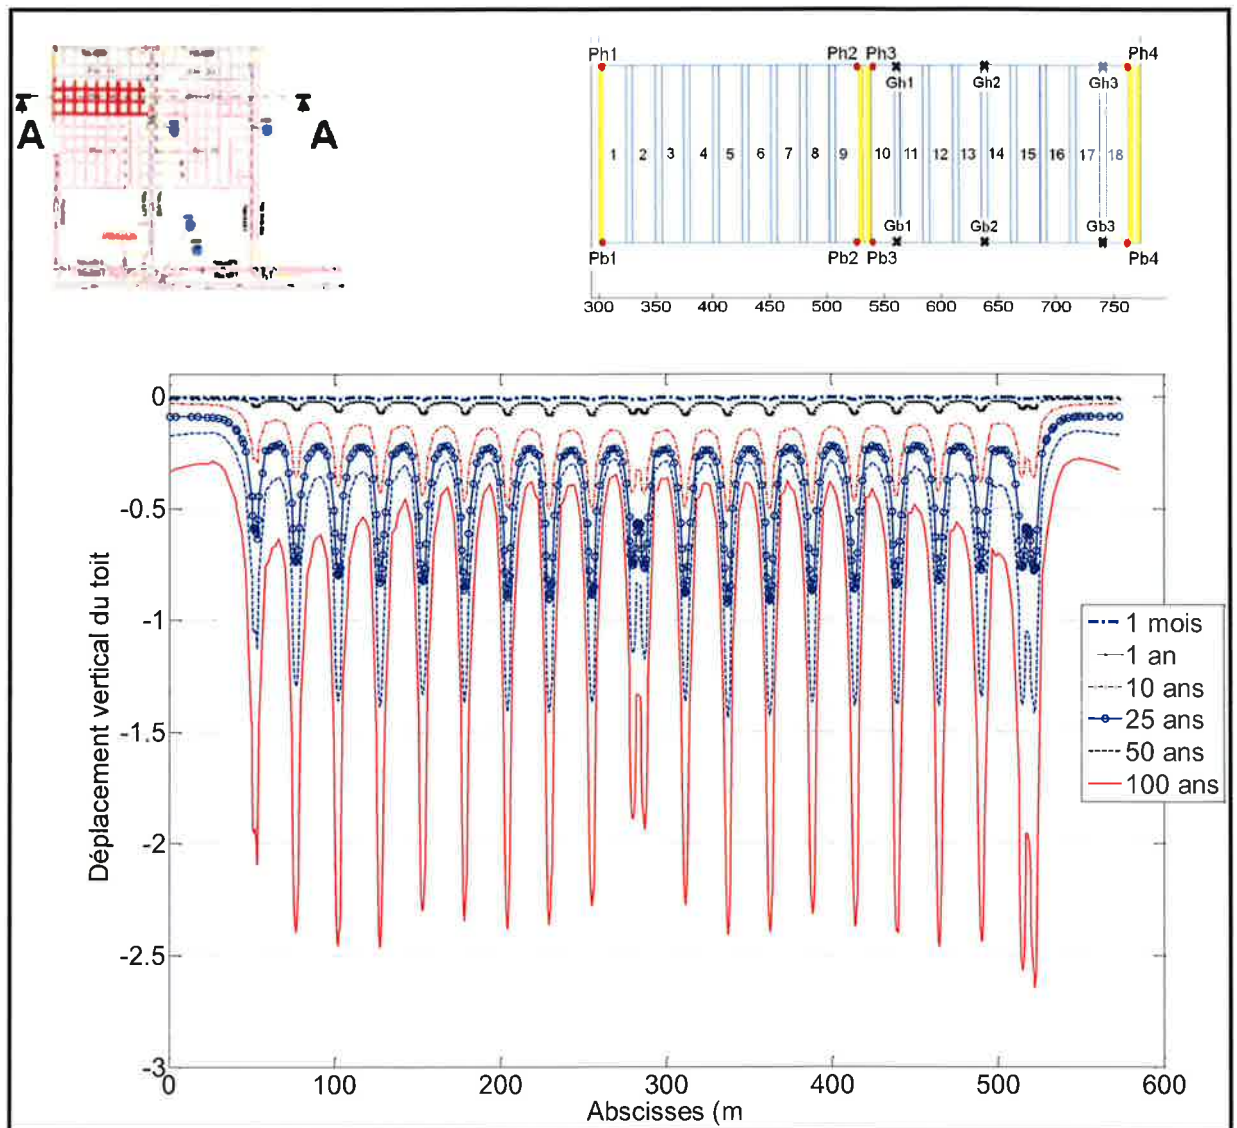 A A
Ph1 Ph2 Ph3 Ph4
Gh1 Gh2 Gh3
1 2 3 4 5 6 7 8 9 10 11 12 13 14 15 16 17 18
Gb1 Gb2 Gb3
Pb1 Pb2 Pb3 Pb4
300 350 400 450 500 550 600 650 700 750
Déplacement vertical du toit
0
-0.5
-1
-1.5
-2
-2.5
-3
0 100 200 300 400 500 600
Abscisses (m
1 mois
1 an
10 ans
25 ans
50 ans
100 ans